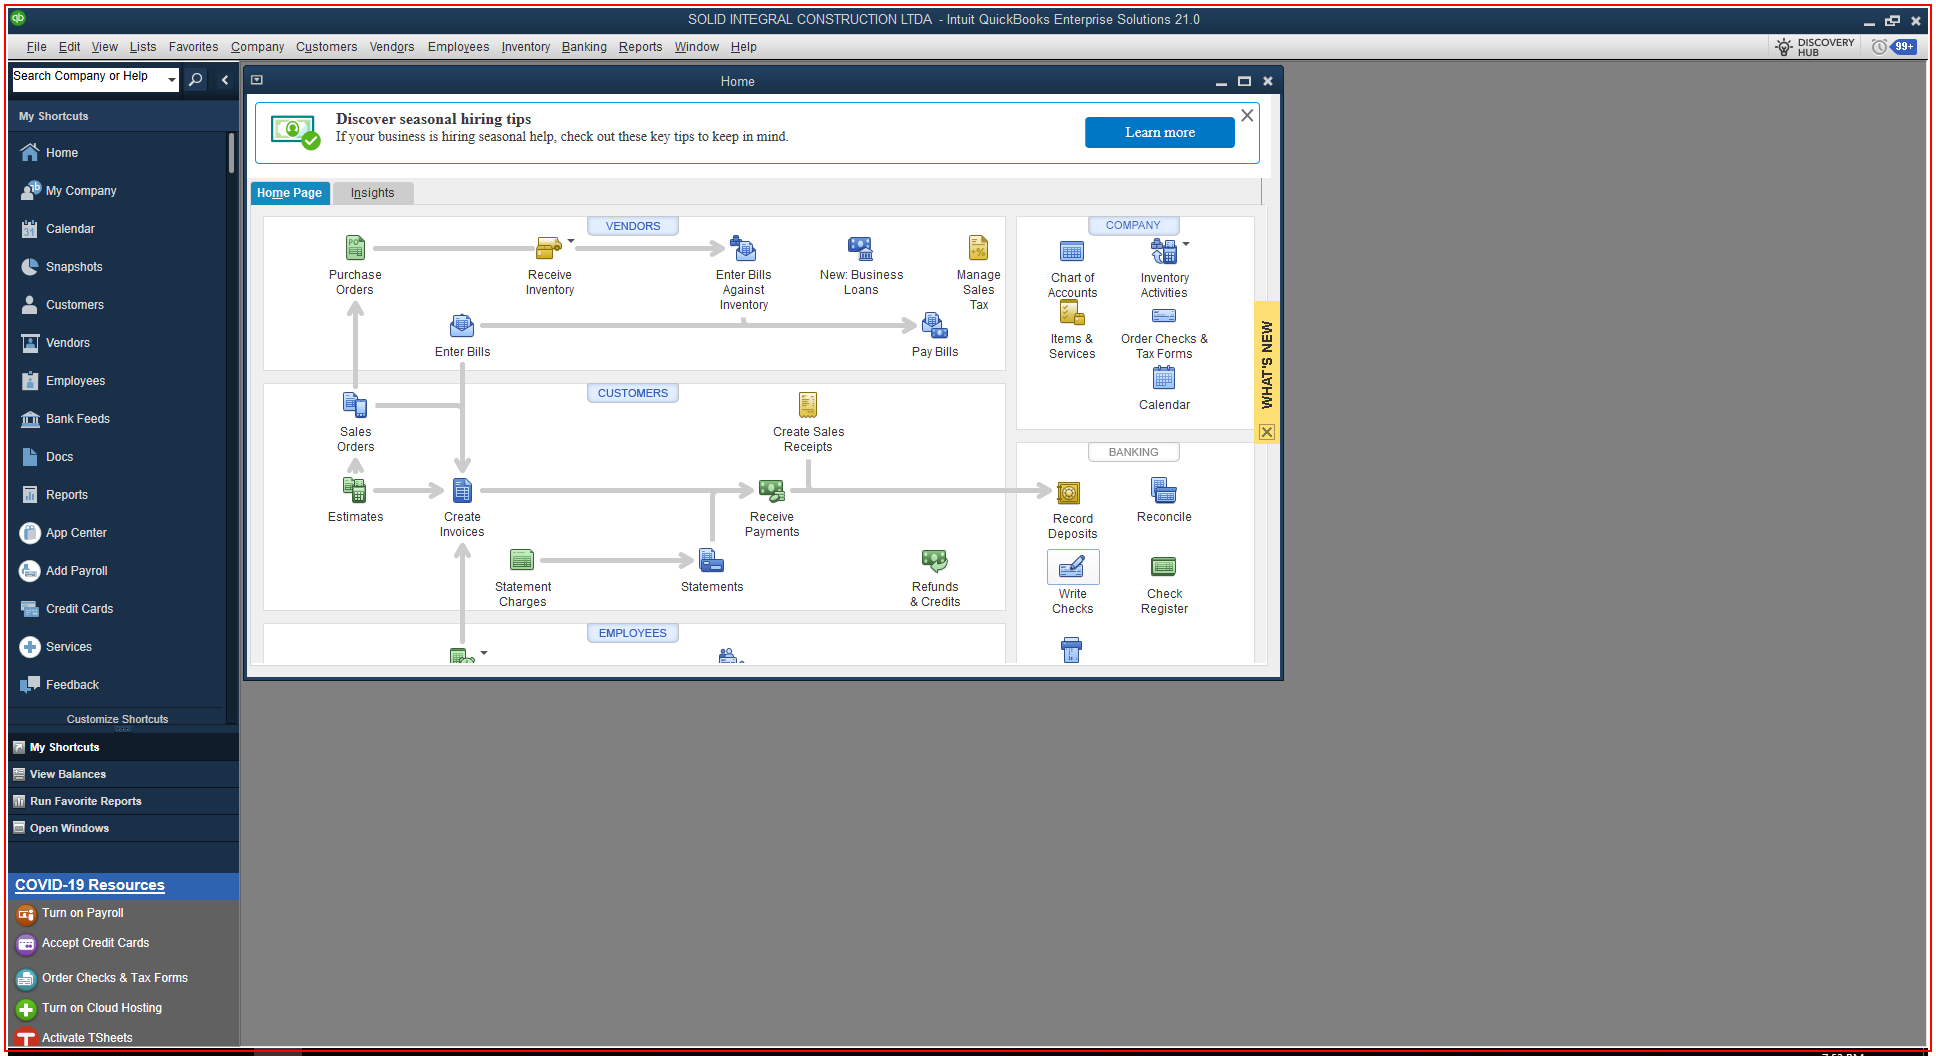 SOLID INTEGRAL CONSTRUCTION LTDA - Intuit QuickBooks Enterprise Solutions 21.0
File Edit View Lists Favorites Company Customers Vendors Employees Inventory Banking Reports Window Help
DISCOVERY
HUB
99+
Search Company or Help
My Shortcuts
Home
My Company
Calendar
Snapshots
Customers
Vendors
Employees
Bank Feeds
Docs
Reports
App Center
Add Payroll
Credit Cards
Services
Feedback
Customize Shortcuts
My Shortcuts
View Balances
Run Favorite Reports
Open Windows
COVID-19 Resources
Turn on Payroll
Accept Credit Cards
Order Checks & Tax Forms
Turn on Cloud Hosting
Activate TSheets
Home
Discover seasonal hiring tips
If your business is hiring seasonal help, check out these key tips to keep in mind.
Learn more
Home Page
Insights
VENDORS
Purchase
Orders
Receive
Inventory
Enter Bills
Against
Inventory
New: Business
Loans
Manage
Sales
Tax
Enter Bills
Pay Bills
CUSTOMERS
Sales
Orders
Create Sales
Receipts
Estimates
Create
Invoices
Receive
Payments
Statement
Charges
Statements
Refunds
& Credits
EMPLOYEES
COMPANY
Chart of
Accounts
Inventory
Activities
Items &
Services
Order Checks &
Tax Forms
Calendar
WHAT'S NEW
BANKING
Record
Deposits
Reconcile
Write
Checks
Check
Register